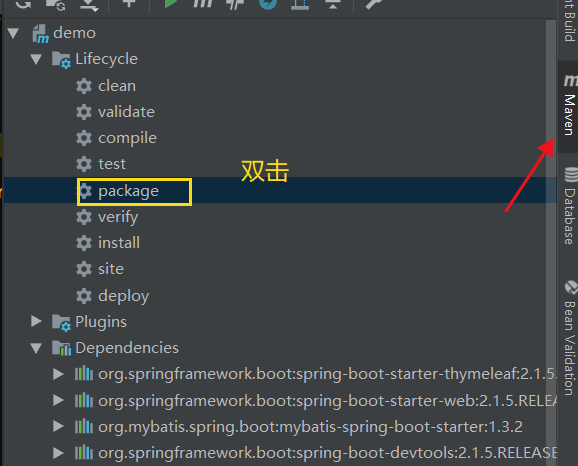 demo
Lifecycle
clean
validate
compile
test
双击
package
verify
install
site
deploy
Plugins
Dependencies
org.springframework.boot:spring-boot-starter-thymeleaf:2.1.5.
org.springframework.boot:spring-boot-starter-web:2.1.5.RELEA
org.mybatis.spring.boot:mybatis-spring-boot-starter:1.3.2
org.springframework.boot:spring-boot-devtools:2.1.5.RELEASE
nt Build
Maven
Database
Bean Validation